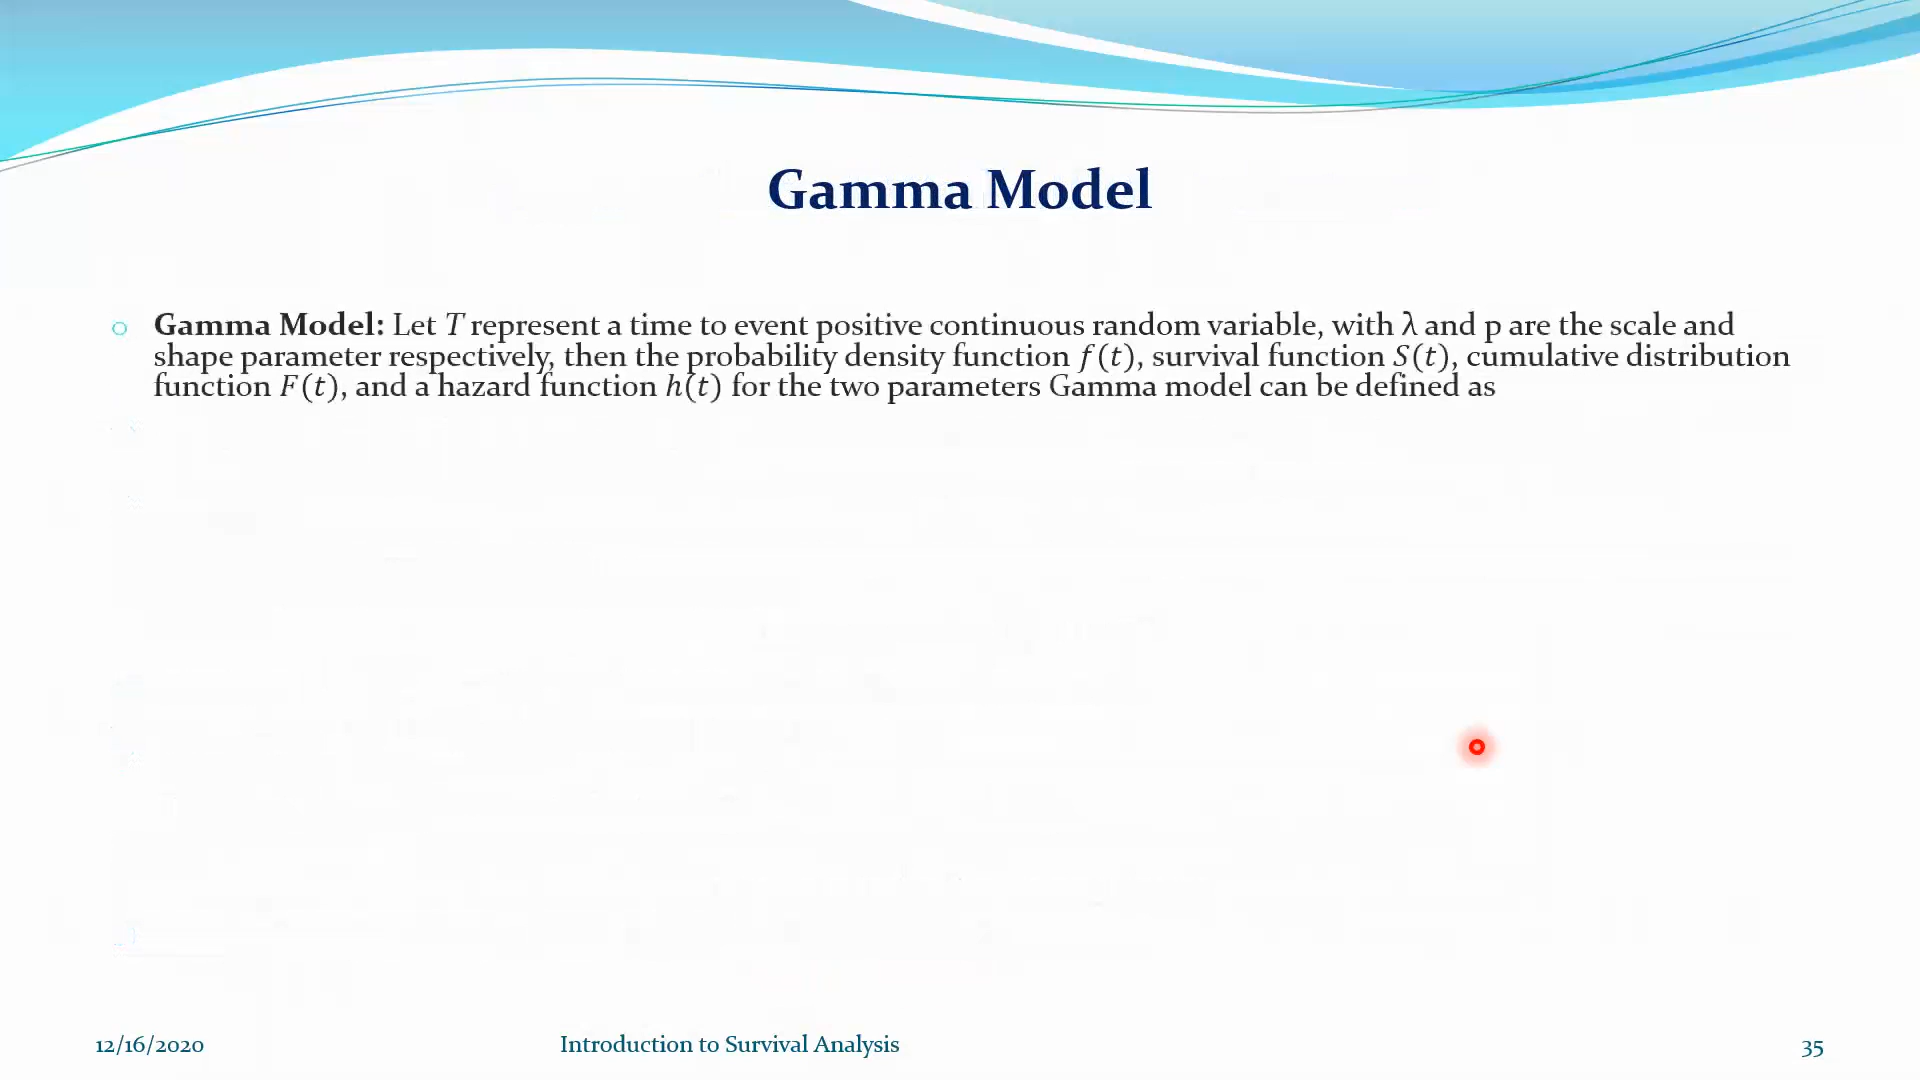 Gamma Model
Gamma Model: Let T represent a time to event positive continuous random variable, with λ and p are the scale and
shape parameter respectively, then the probability density function f(t), survival function S(t), cumulative distribution
function F(t), and a hazard function h(t) for the two parameters Gamma model can be defined as
12/16/2020
Introduction to Survival Analysis
35